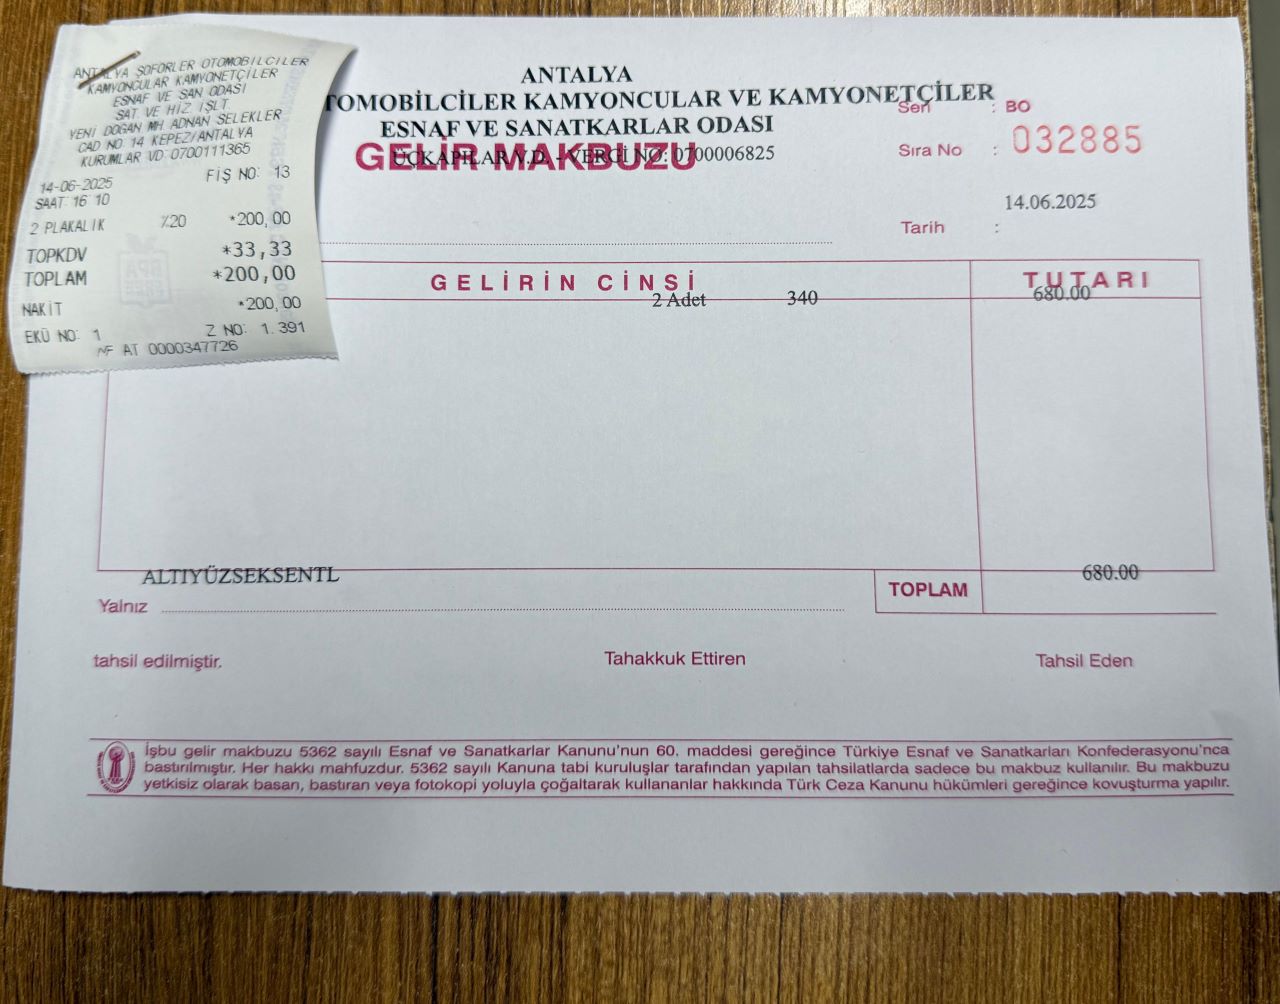 ANTALYA ŞOFÖRLER OTOMOBİLCİLER
KAMYONCULAR KAMYONETÇİLER
ESNAF VE SAN ODASI
SAT. VE HİZ İŞLT.
YENİ DOĞAN MH ADNAN SELEKLER
CAD NO 14 KEPEZ/ANTALYA
KURUMLAR VD 0700111365
14-06-2025 FİŞ NO: 13
SAAT: 16 10
2 PLAKALIK %20 *200,00
TOPKDV *33,33
TOPLAM *200,00
NAKİT *200,00
EKÜ NO: 1 Z NO: 1.391
NF AT 0000347726
ANTALYA
TOMOBİLCİLER KAMYONCULAR VE KAMYONETÇİLER
ESNAF VE SANATKARLAR ODASI
ÜÇKAPILAR V.D. - VERGİ NO: 0700006825
GELİR MAKBUZU
Seri : BO
Sıra No : 032885
14.06.2025
Tarih :
GELİRİN CİNSİ TUTARI
2 Adet 340 680.00
ALTIYÜZSEKSENTL 680.00
Yalnız TOPLAM
tahsil edilmiştir. Tahakkuk Ettiren Tahsil Eden
İşbu gelir makbuzu 5362 sayılı Esnaf ve Sanatkarlar Kanunu'nun 60. maddesi gereğince Türkiye Esnaf ve Sanatkarları Konfederasyonu'nca
bastırılmıştır. Her hakkı mahfuzdur. 5362 sayılı Kanuna tabi kuruluşlar tarafından yapılan tahsilatlarda sadece bu makbuz kullanılır. Bu makbuzu
yetkisiz olarak basan, bastıran veya fotokopi yoluyla çoğaltarak kullananlar hakkında Türk Ceza Kanunu hükümleri gereğince kovuşturma yapılır.